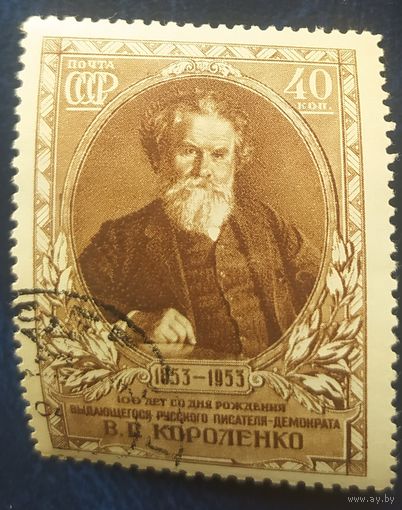 ПОЧТА
СССР
40
КОП.
1853–1953
100 ЛЕТ СО ДНЯ РОЖДЕНИЯ
ВЫДАЮЩЕГОСЯ РУССКОГО ПИСАТЕЛЯ-ДЕМОКРАТА
В.Г. КОРОЛЕНКО
www.ay.by